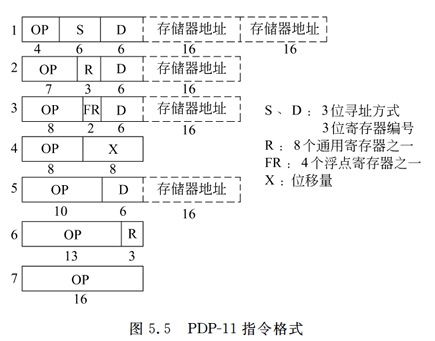 1 OP S D 存储器地址 存储器地址
4 6 6 16 16
2 OP R D 存储器地址
7 3 6 16
3 OP FR D 存储器地址
8 2 6 16
4 OP X
8 8
5 OP D 存储器地址
10 6 16
6 OP R
13 3
7 OP
16
S、D：3位寻址方式
3位寄存器编号
R：8个通用寄存器之一
FR：4个浮点寄存器之一
X：位移量
图 5.5 PDP-11 指令格式